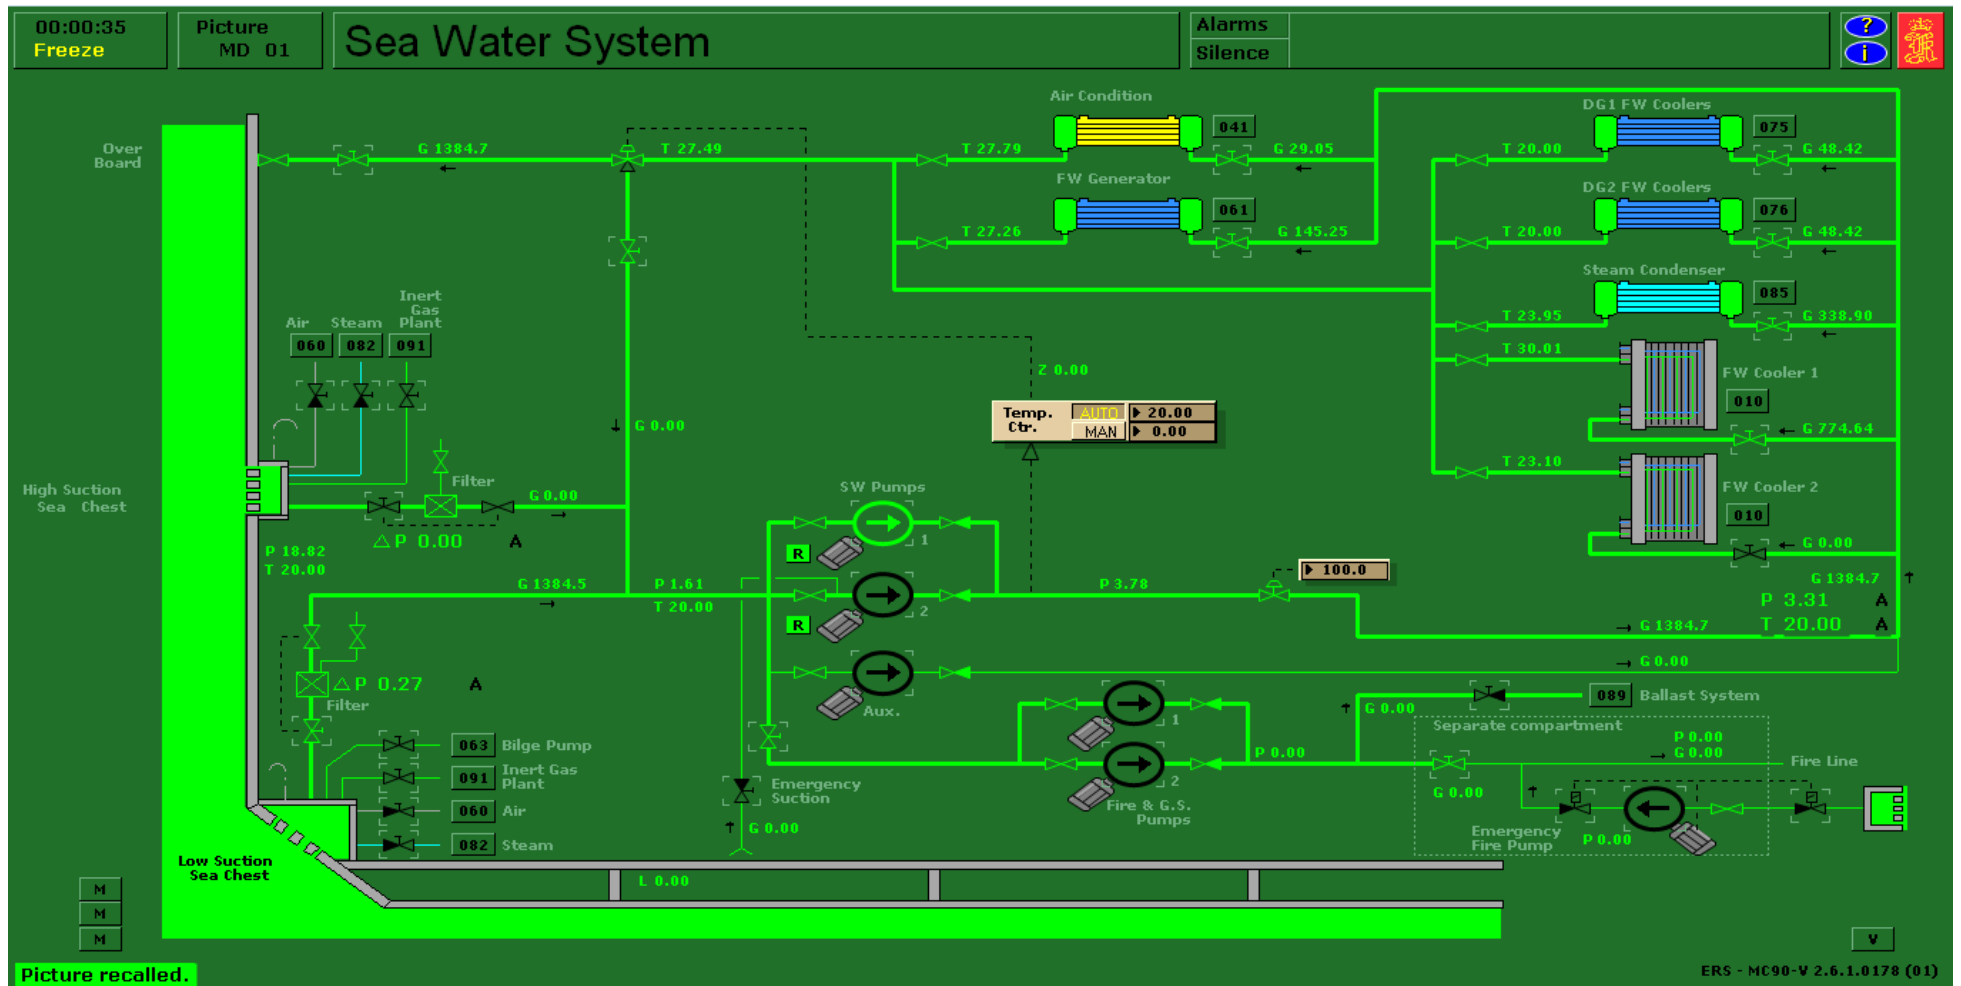 00:00:35
Freeze
Picture
MD 01
Sea Water System
Alarms
Silence
?
i
Over
Board
G 1384.7
T 27.49
Air Condition
T 27.79
041
G 29.05
FW Generator
T 27.26
061
G 145.25
DG1 FW Coolers
T 20.00
075
G 48.42
DG2 FW Coolers
T 20.00
076
G 48.42
Steam Condenser
T 23.95
085
G 338.90
T 30.01
FW Cooler 1
010
G 774.64
T 23.10
FW Cooler 2
010
G 0.00
G 1384.7
P 3.31 A
T 20.00 A
Inert
Gas
Air Steam Plant
060 082 091
Z 0.00
Temp. AUTO 20.00
Ctr. MAN 0.00
G 0.00
High Suction
Sea Chest
Filter
G 0.00
△P 0.00 A
P 18.82
T 20.00
G 1384.5
P 1.61
T 20.00
SW Pumps
1
R
2
R
P 3.78
100.0
G 1384.7
G 0.00
Aux.
△P 0.27 A
Filter
063 Bilge Pump
091 Inert Gas
Plant
060 Air
082 Steam
Emergency
Suction
G 0.00
1
2
Fire & G.S.
Pumps
P 0.00
G 0.00
089 Ballast System
Separate compartment
P 0.00
G 0.00
Fire Line
G 0.00
Emergency
Fire Pump
P 0.00
Low Suction
Sea Chest
L 0.00
M
M
M
V
Picture recalled.
ERS - MC90-V 2.6.1.0178 (01)